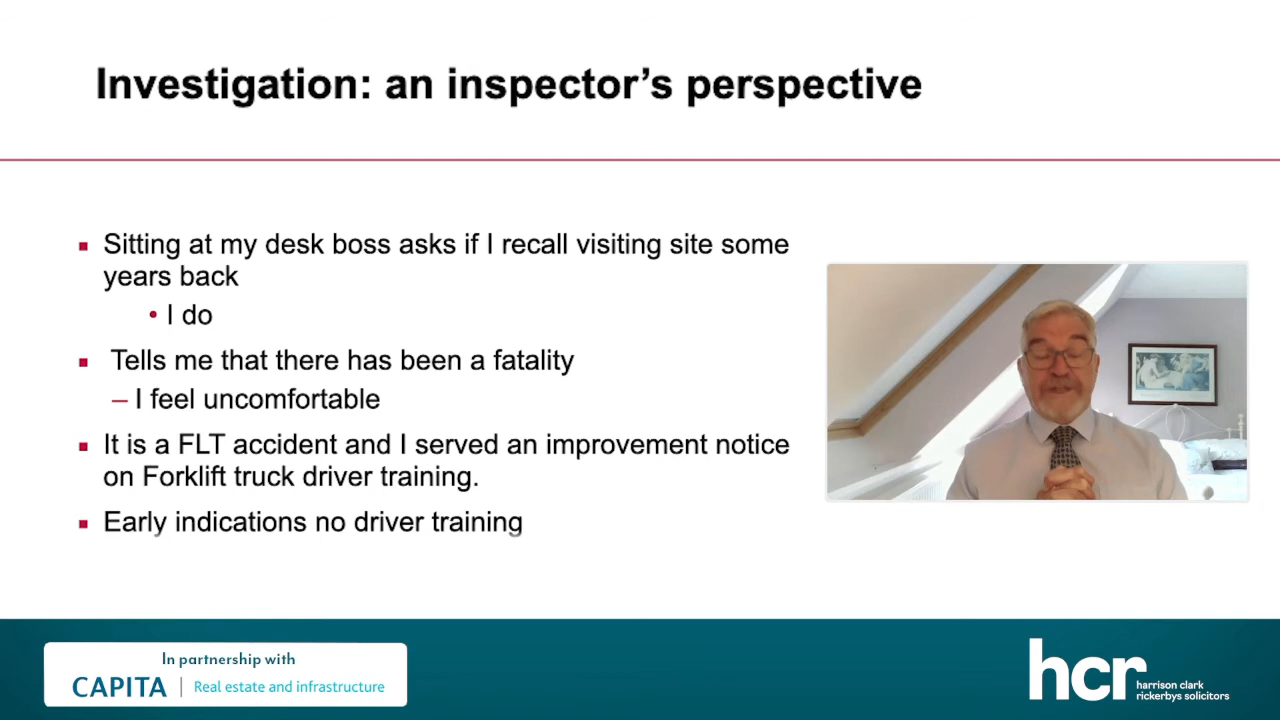 Investigation: an inspector’s perspective
▪ Sitting at my desk boss asks if I recall visiting site some
years back
• I do
▪ Tells me that there has been a fatality
– I feel uncomfortable
▪ It is a FLT accident and I served an improvement notice
on Forklift truck driver training.
▪ Early indications no driver training
In partnership with
CAPITA | Real estate and infrastructure
hcr harrison clark
rickerbys solicitors